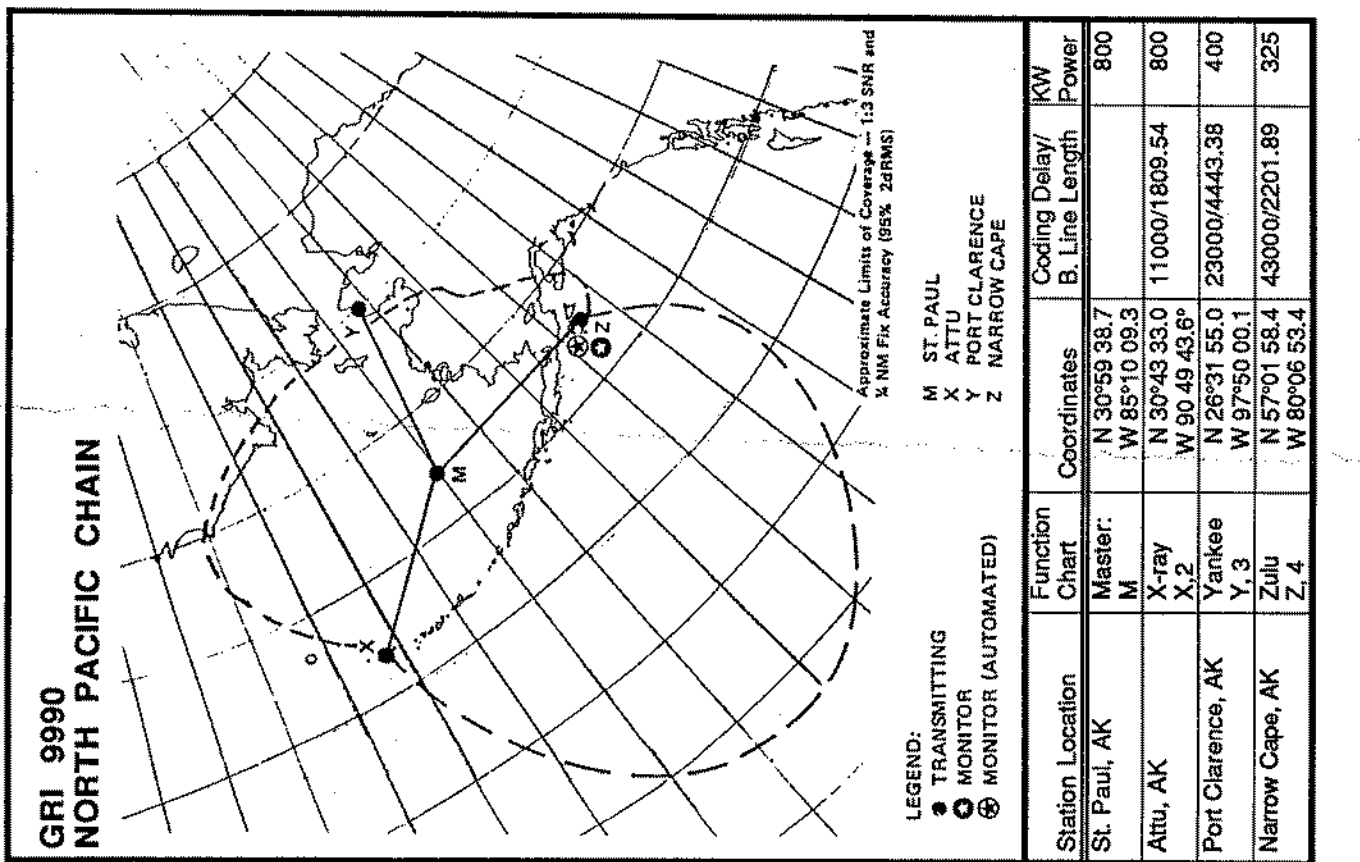 GRI 9990
NORTH PACIFIC CHAIN
X
M
Y
Z
Approximate Limits of Coverage — 1:3 SNR and
¼ NM Fix Accuracy (95% 2dRMS)
LEGEND:
TRANSMITTING
MONITOR
MONITOR (AUTOMATED)
M ST. PAUL
X ATTU
Y PORT CLARENCE
Z NARROW CAPE
Station Location Function Chart Coordinates Coding Delay/ B. Line Length KW Power
St. Paul, AK Master: M N 30°59 38.7 W 85°10 09.3 800
Attu, AK X-ray X,2 N 30°43 33.0 W 90 49 43.6° 11000/1809.54 800
Port Clarence, AK Yankee Y, 3 N 26°31 55.0 W 97°50 00.1 23000/4443.38 400
Narrow Cape, AK Zulu Z, 4 N 57°01 58.4 W 80°06 53.4 43000/2201.89 325